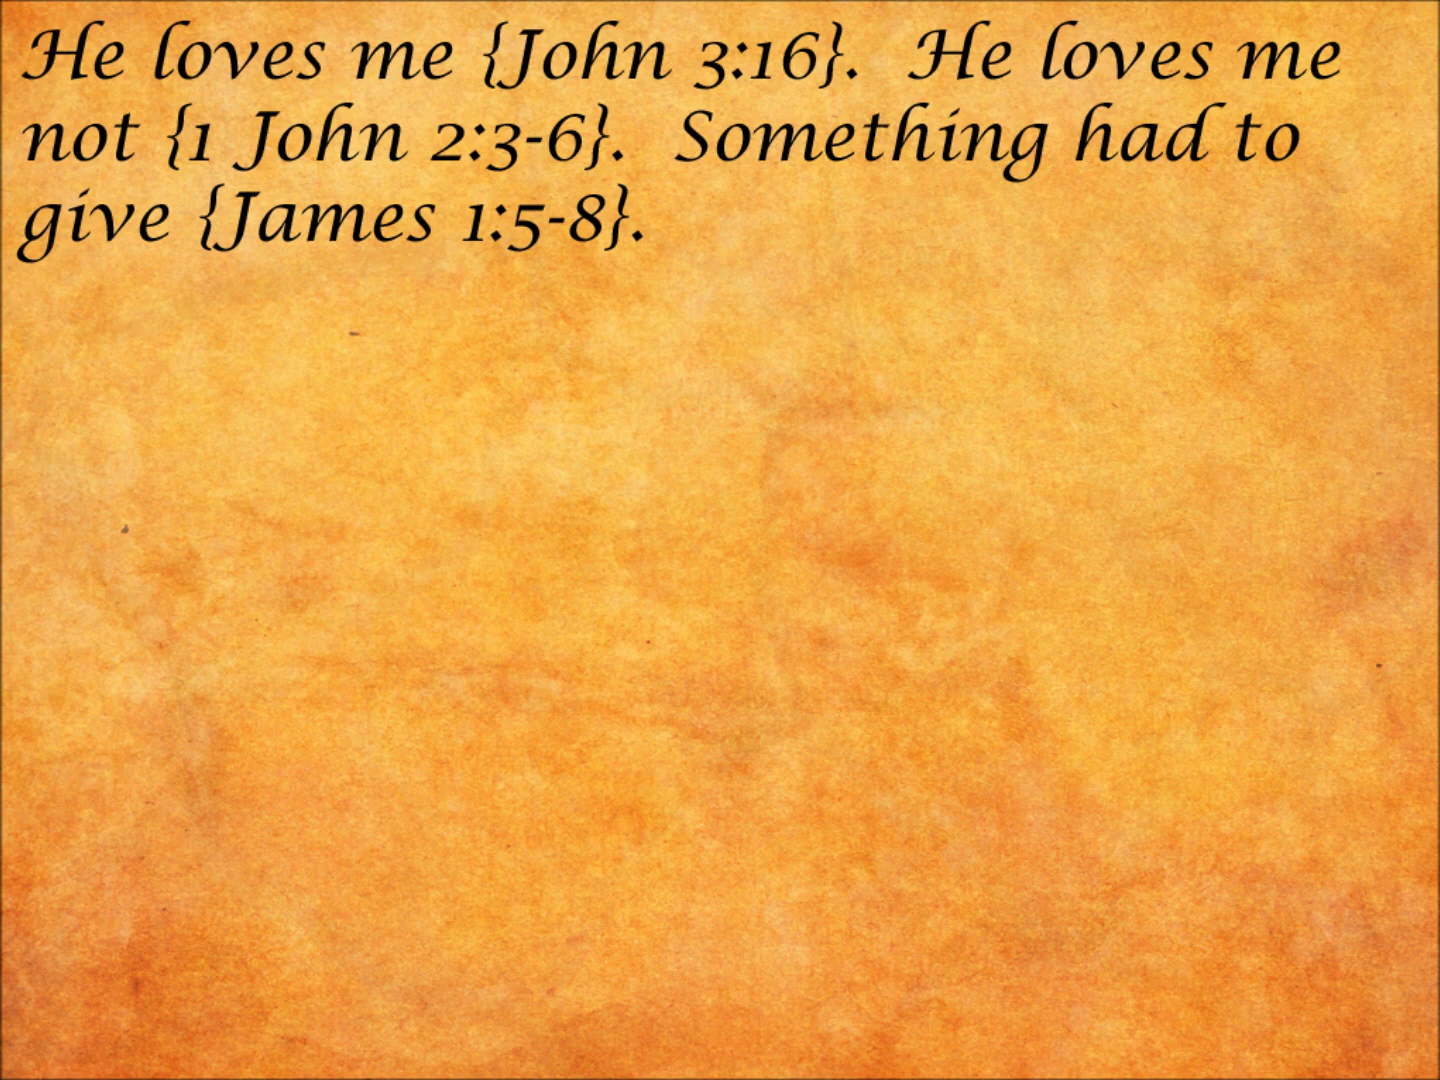 He loves me {John 3:16}.  He loves me
not {1 John 2:3-6}.  Something had to
give {James 1:5-8}.